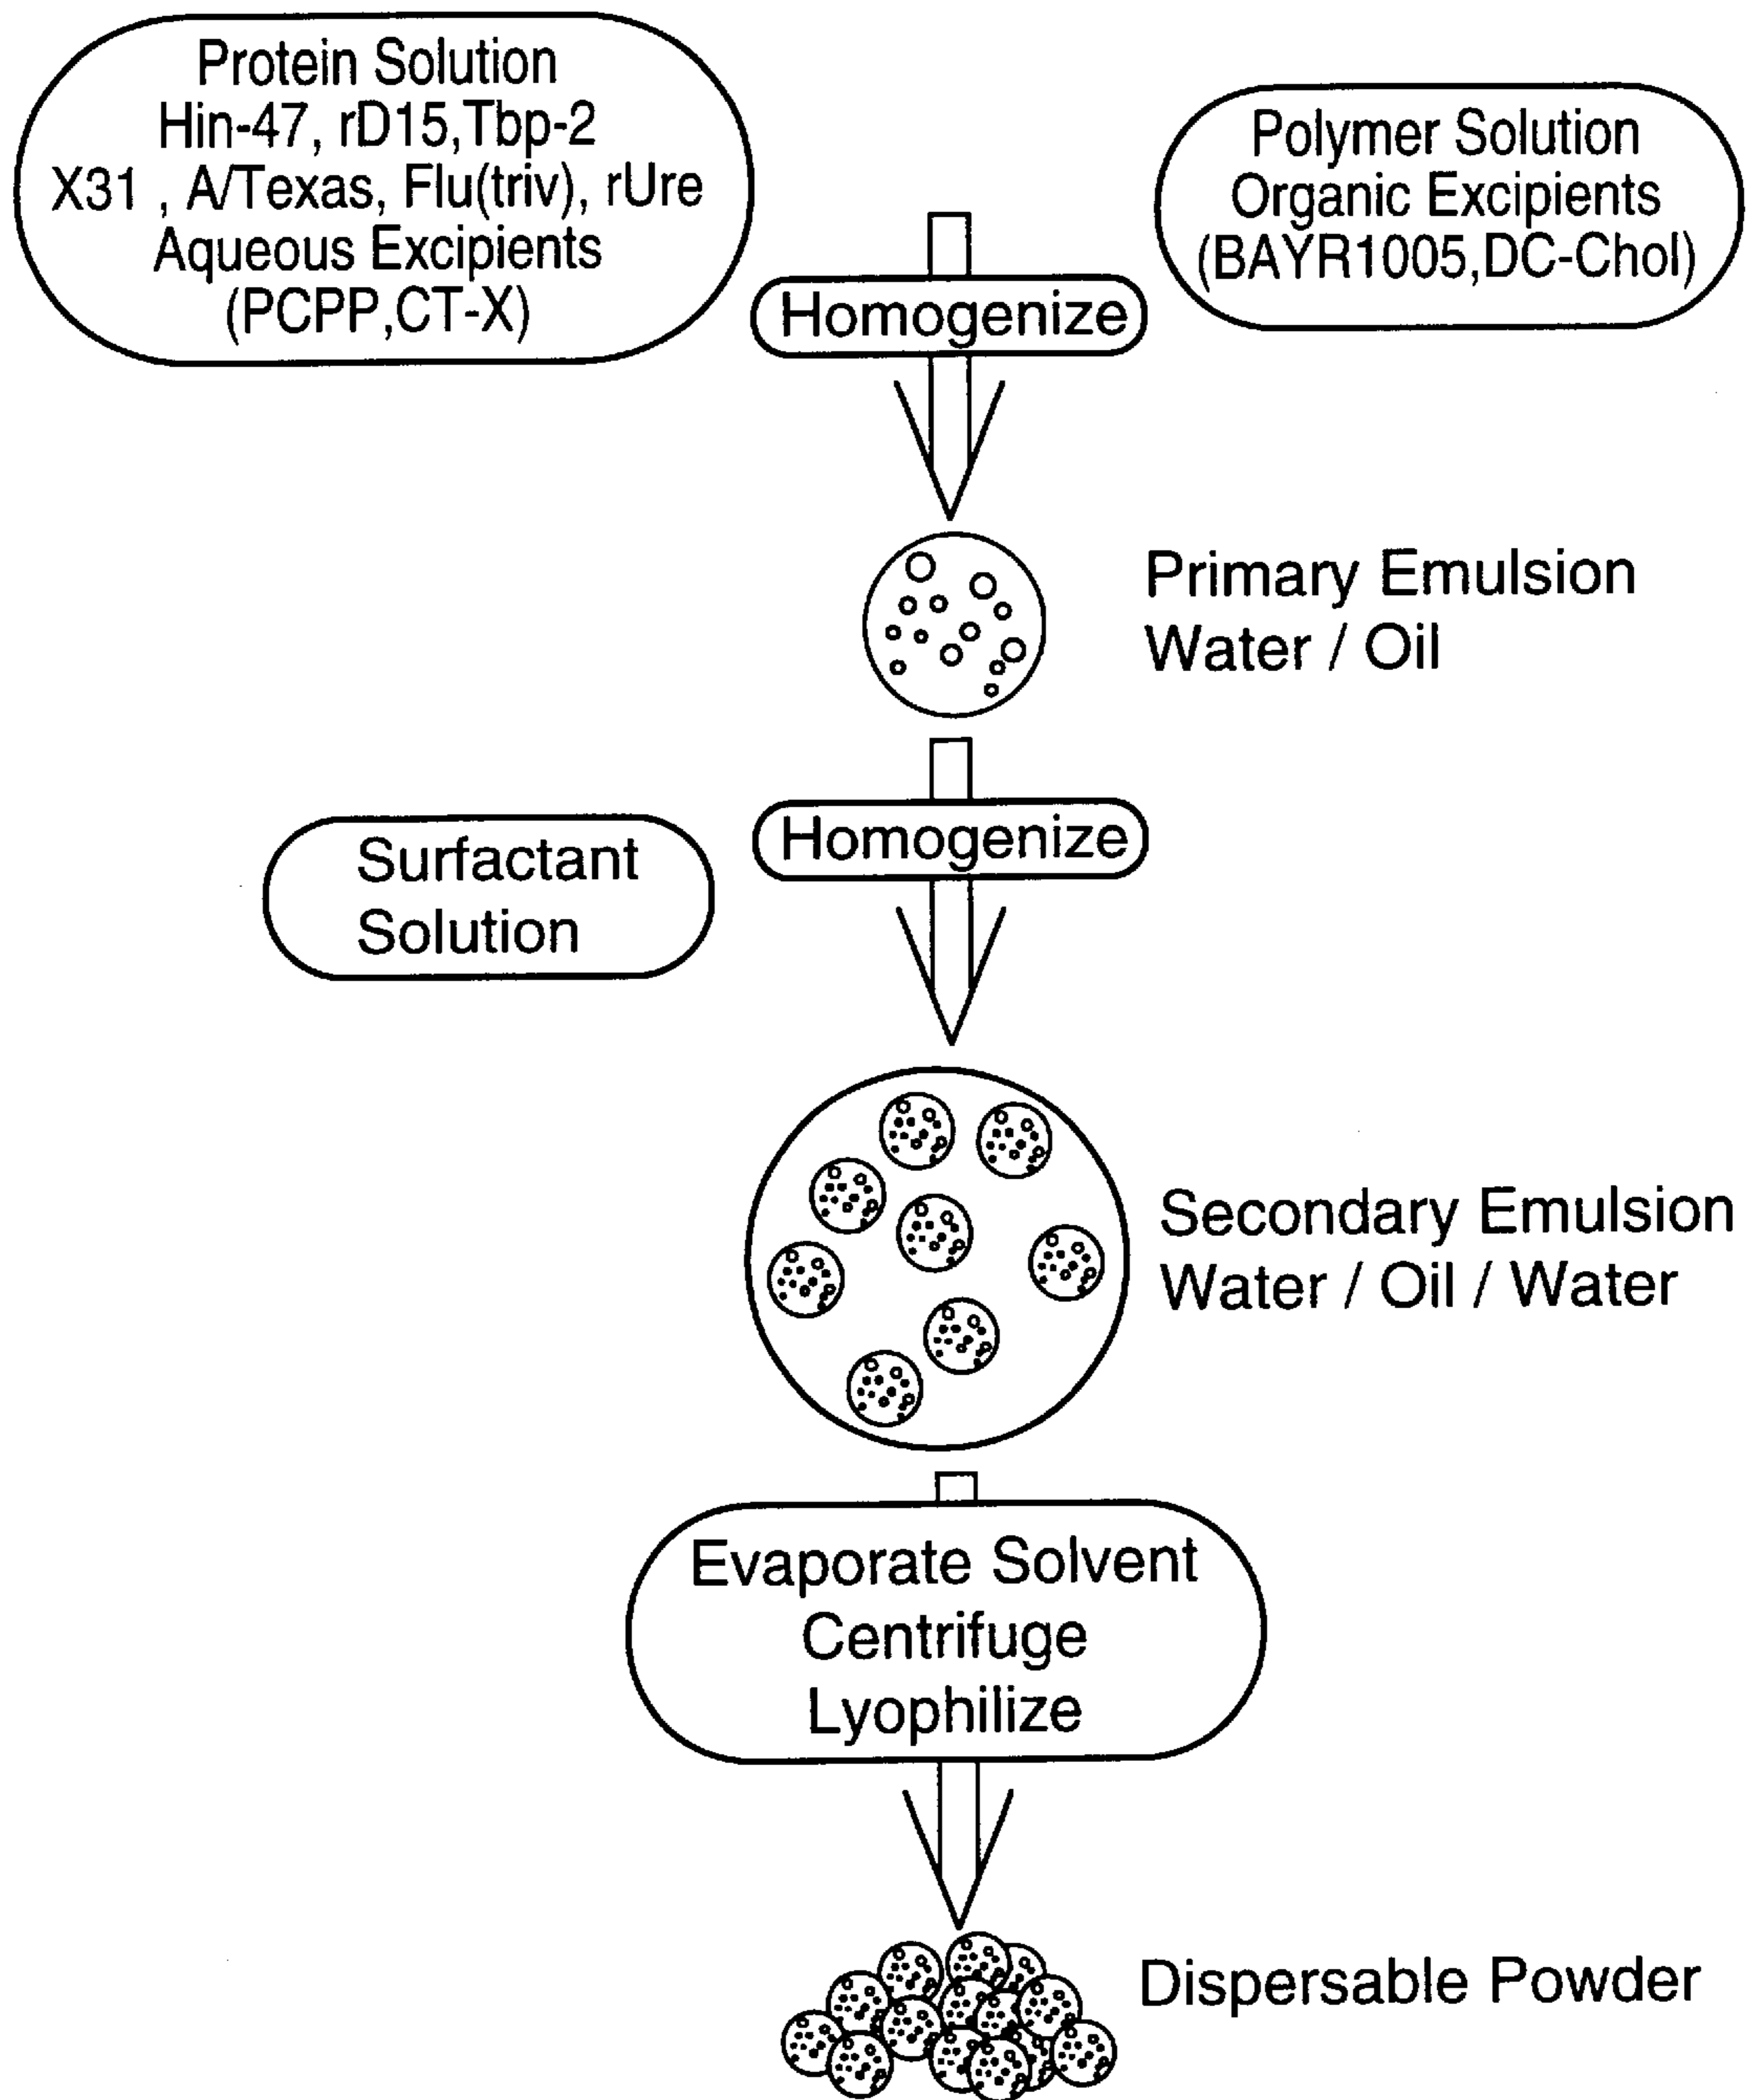 Protein Solution
Hin-47, rD15,Tbp-2
X31 , A/Texas, Flu(triv), rUre
Aqueous Excipients
(PCPP,CT-X)
Polymer Solution
Organic Excipients
(BAYR1005,DC-Chol)
Homogenize
Primary Emulsion
Water / Oil
Homogenize
Surfactant
Solution
Secondary Emulsion
Water / Oil / Water
Evaporate Solvent
Centrifuge
Lyophilize
Dispersable Powder